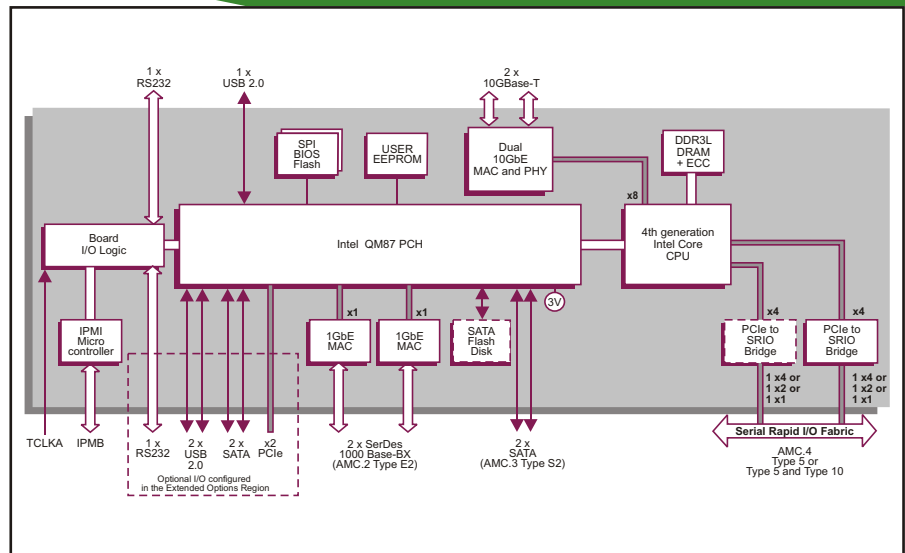 1 x
RS232
1 x
USB 2.0
2 x
10GBase-T
SPI
BIOS
Flash
USER
EEPROM
Dual
10GbE
MAC and PHY
DDR3L
DRAM
+ ECC
x8
Board
I/O Logic
Intel QM87 PCH
4th generation
Intel Core
CPU
3V
x1
x1
x4
x4
IPMI
Micro
controller
1GbE
MAC
1GbE
MAC
SATA
Flash
Disk
PCIe to
SRIO
Bridge
PCIe to
SRIO
Bridge
1 x4 or
1 x2 or
1 x1
1 x4 or
1 x2 or
1 x1
Serial Rapid I/O Fabric
TCLKA
IPMB
1 x
RS232
2 x
USB
2.0
2 x
SATA
x2
PCIe
Optional I/O configured
in the Extended Options Region
2 x SerDes
1000 Base-BX
(AMC.2 Type E2)
2 x
SATA
(AMC.3 Type S2)
AMC.4
Type 5 or
Type 5 and Type 10